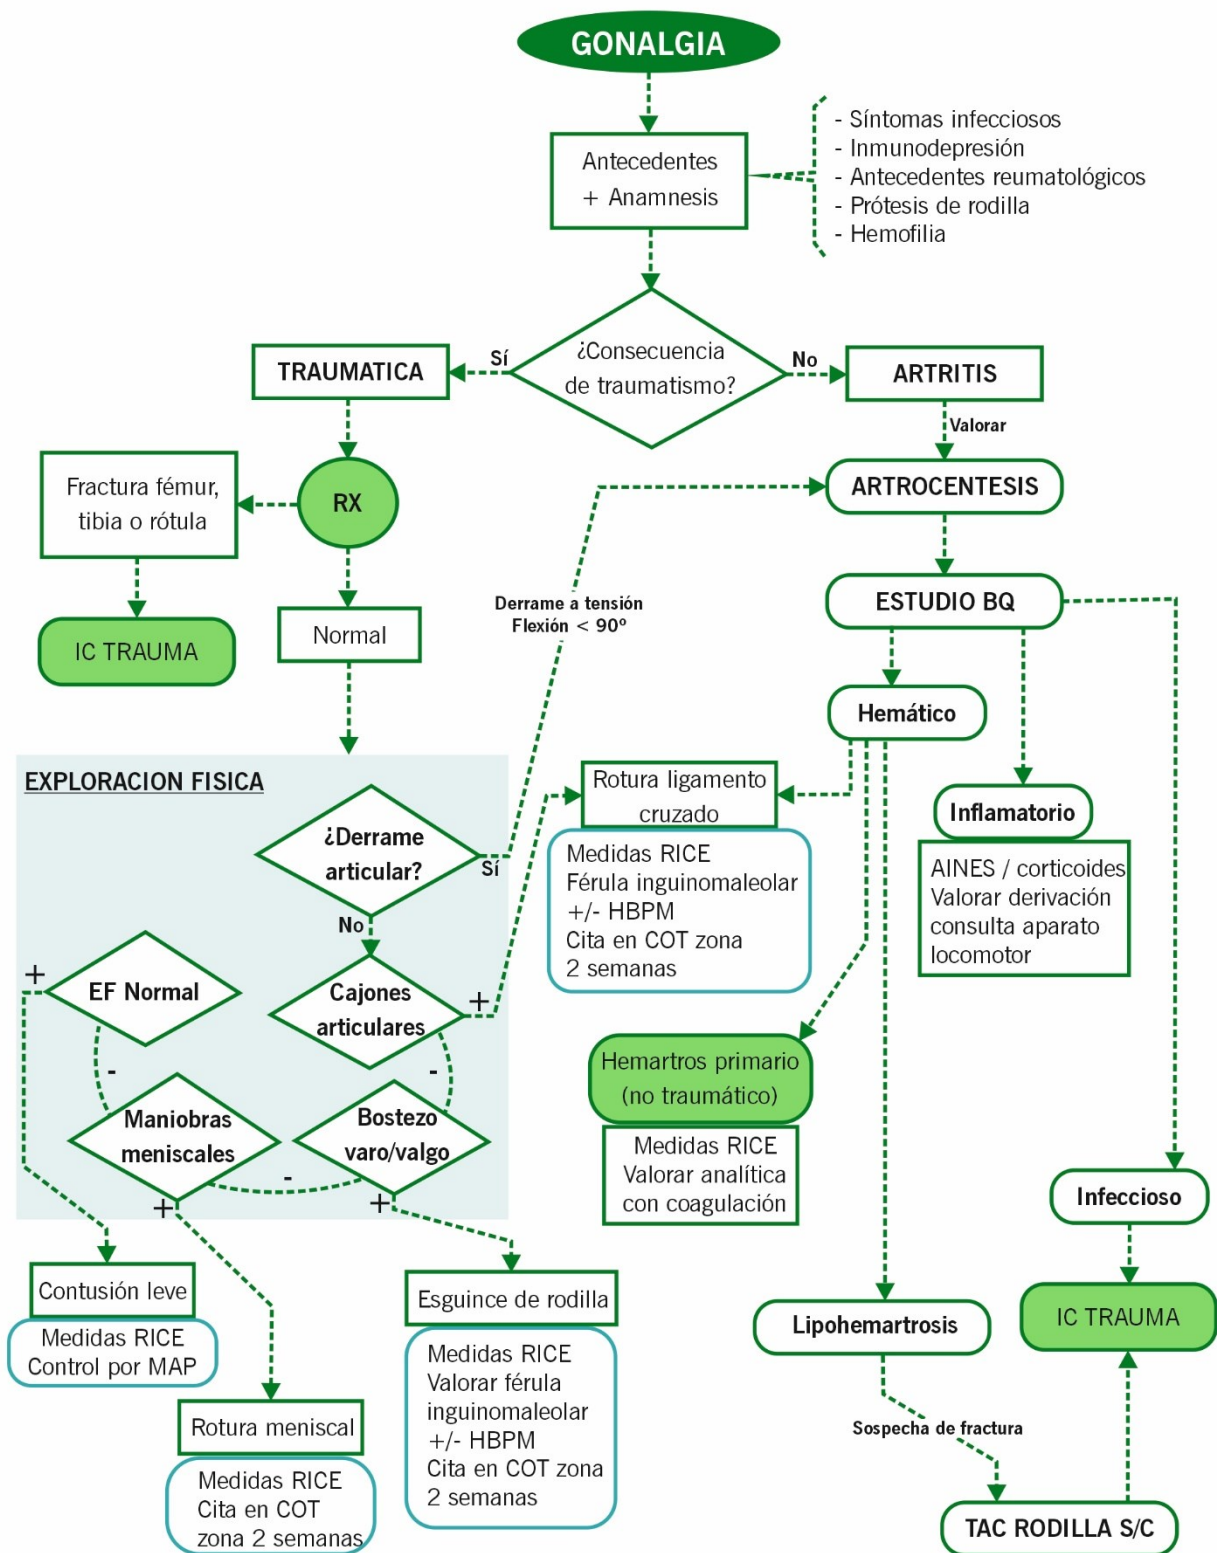 GONALGIA
Antecedentes
+ Anamnesis
- Síntomas infecciosos
- Inmunodepresión
- Antecedentes reumatológicos
- Prótesis de rodilla
- Hemofilia
¿Consecuencia
de traumatismo?
Sí
No
TRAUMATICA
ARTRITIS
Valorar
RX
Fractura fémur,
tibia o rótula
IC TRAUMA
Normal
ARTROCENTESIS
Derrame a tensión
Flexión < 90º
ESTUDIO BQ
Hemático
Inflamatorio
AINES / corticoides
Valorar derivación
consulta aparato
locomotor
EXPLORACION FISICA
¿Derrame
articular?
Sí
No
Rotura ligamento
cruzado
Medidas RICE
Férula inguinomaleolar
+/- HBPM
Cita en COT zona
2 semanas
EF Normal
+
-
Cajones
articulares
+
-
Maniobras
meniscales
+
-
Bostezo
varo/valgo
+
Hemartros primario
(no traumático)
Medidas RICE
Valorar analítica
con coagulación
Infeccioso
IC TRAUMA
Contusión leve
Medidas RICE
Control por MAP
Rotura meniscal
Medidas RICE
Cita en COT
zona 2 semanas
Esguince de rodilla
Medidas RICE
Valorar férula
inguinomaleolar
+/- HBPM
Cita en COT zona
2 semanas
Lipohemartrosis
Sospecha de fractura
TAC RODILLA S/C